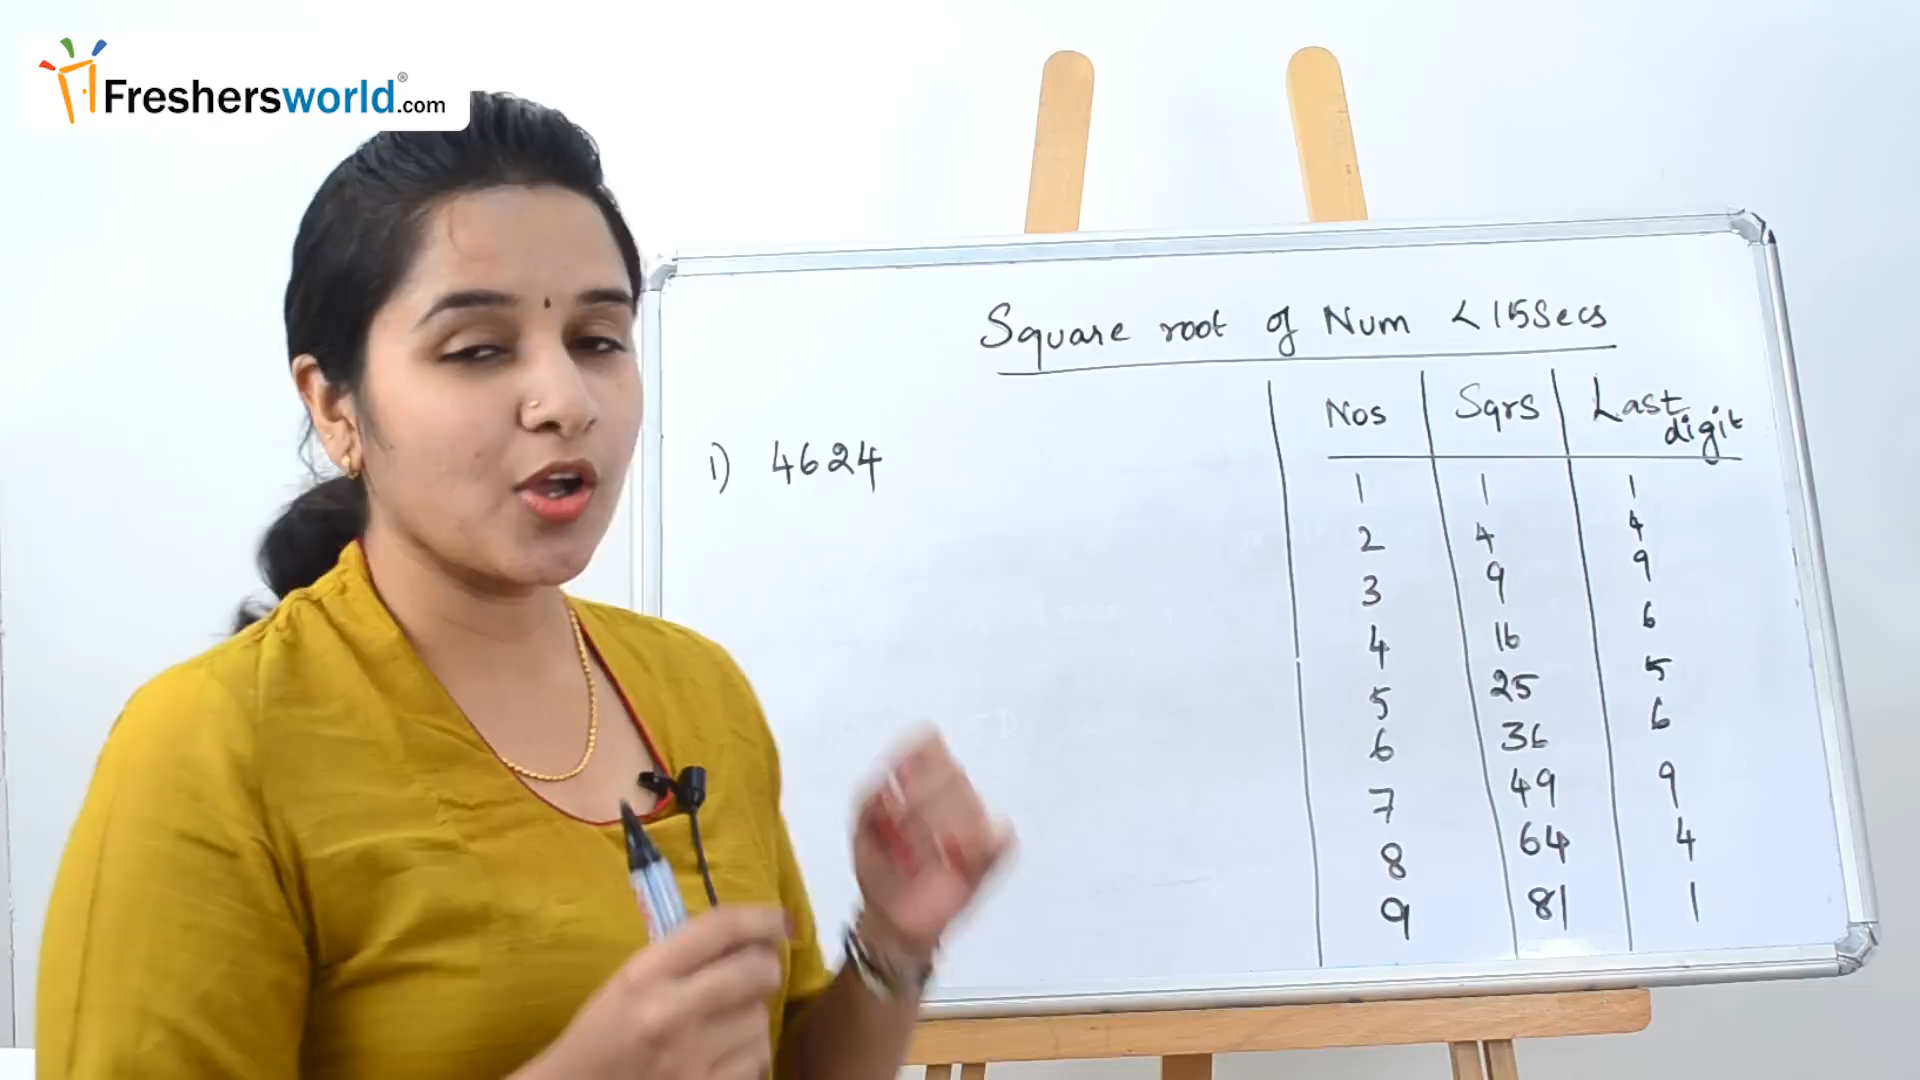 Freshersworld.com
Square root of Num < 15Secs
1) 4624
Nos Sqrs Last digit
1 1 1
2 4 4
3 9 9
4 16 6
5 25 5
6 36 6
7 49 9
8 64 4
9 81 1